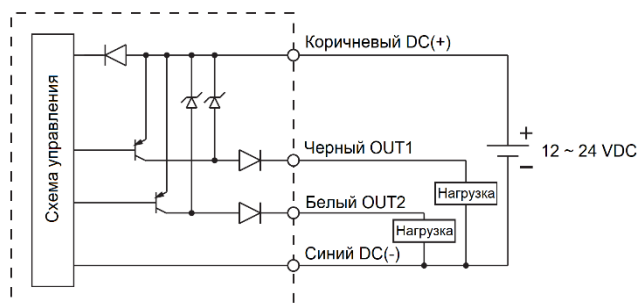 Схема управления
Коричневый DC(+)
Черный OUT1
Белый OUT2
Синий DC(-)
Нагрузка
Нагрузка
+
12 ~ 24 VDC
−